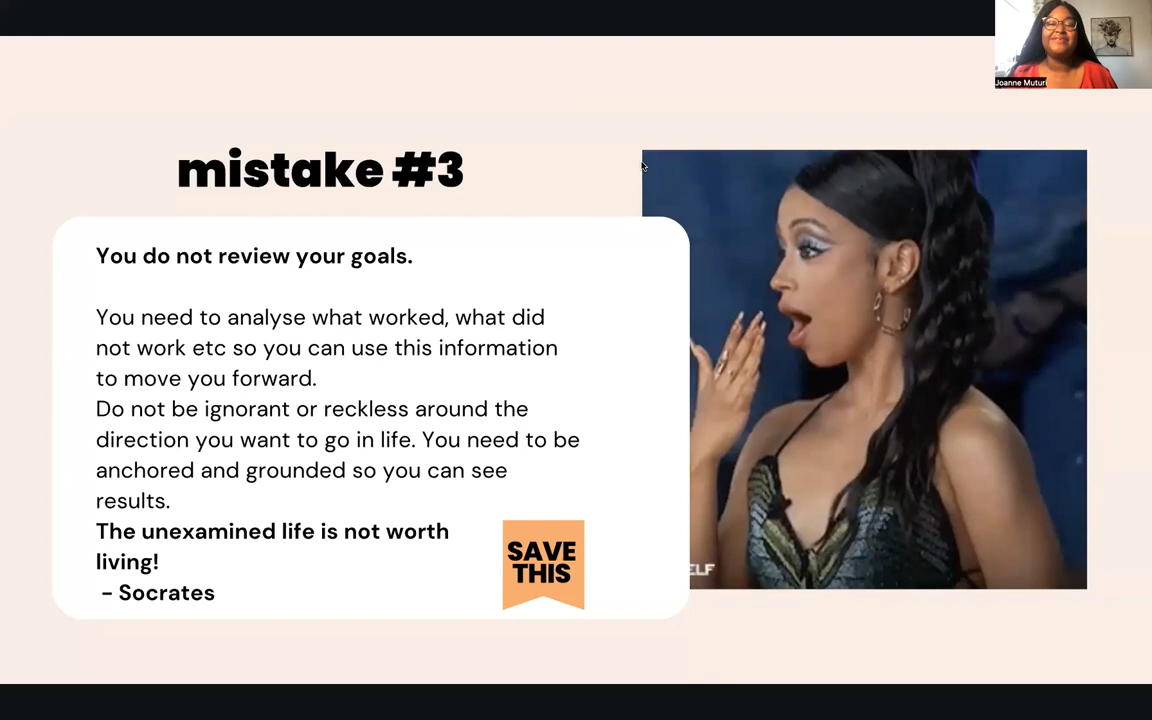 Joanne Muturi
mistake #3
You do not review your goals.
You need to analyse what worked, what did
not work etc so you can use this information
to move you forward.
Do not be ignorant or reckless around the
direction you want to go in life. You need to be
anchored and grounded so you can see
results.
The unexamined life is not worth
living!
– Socrates
SAVE
THIS
ELF